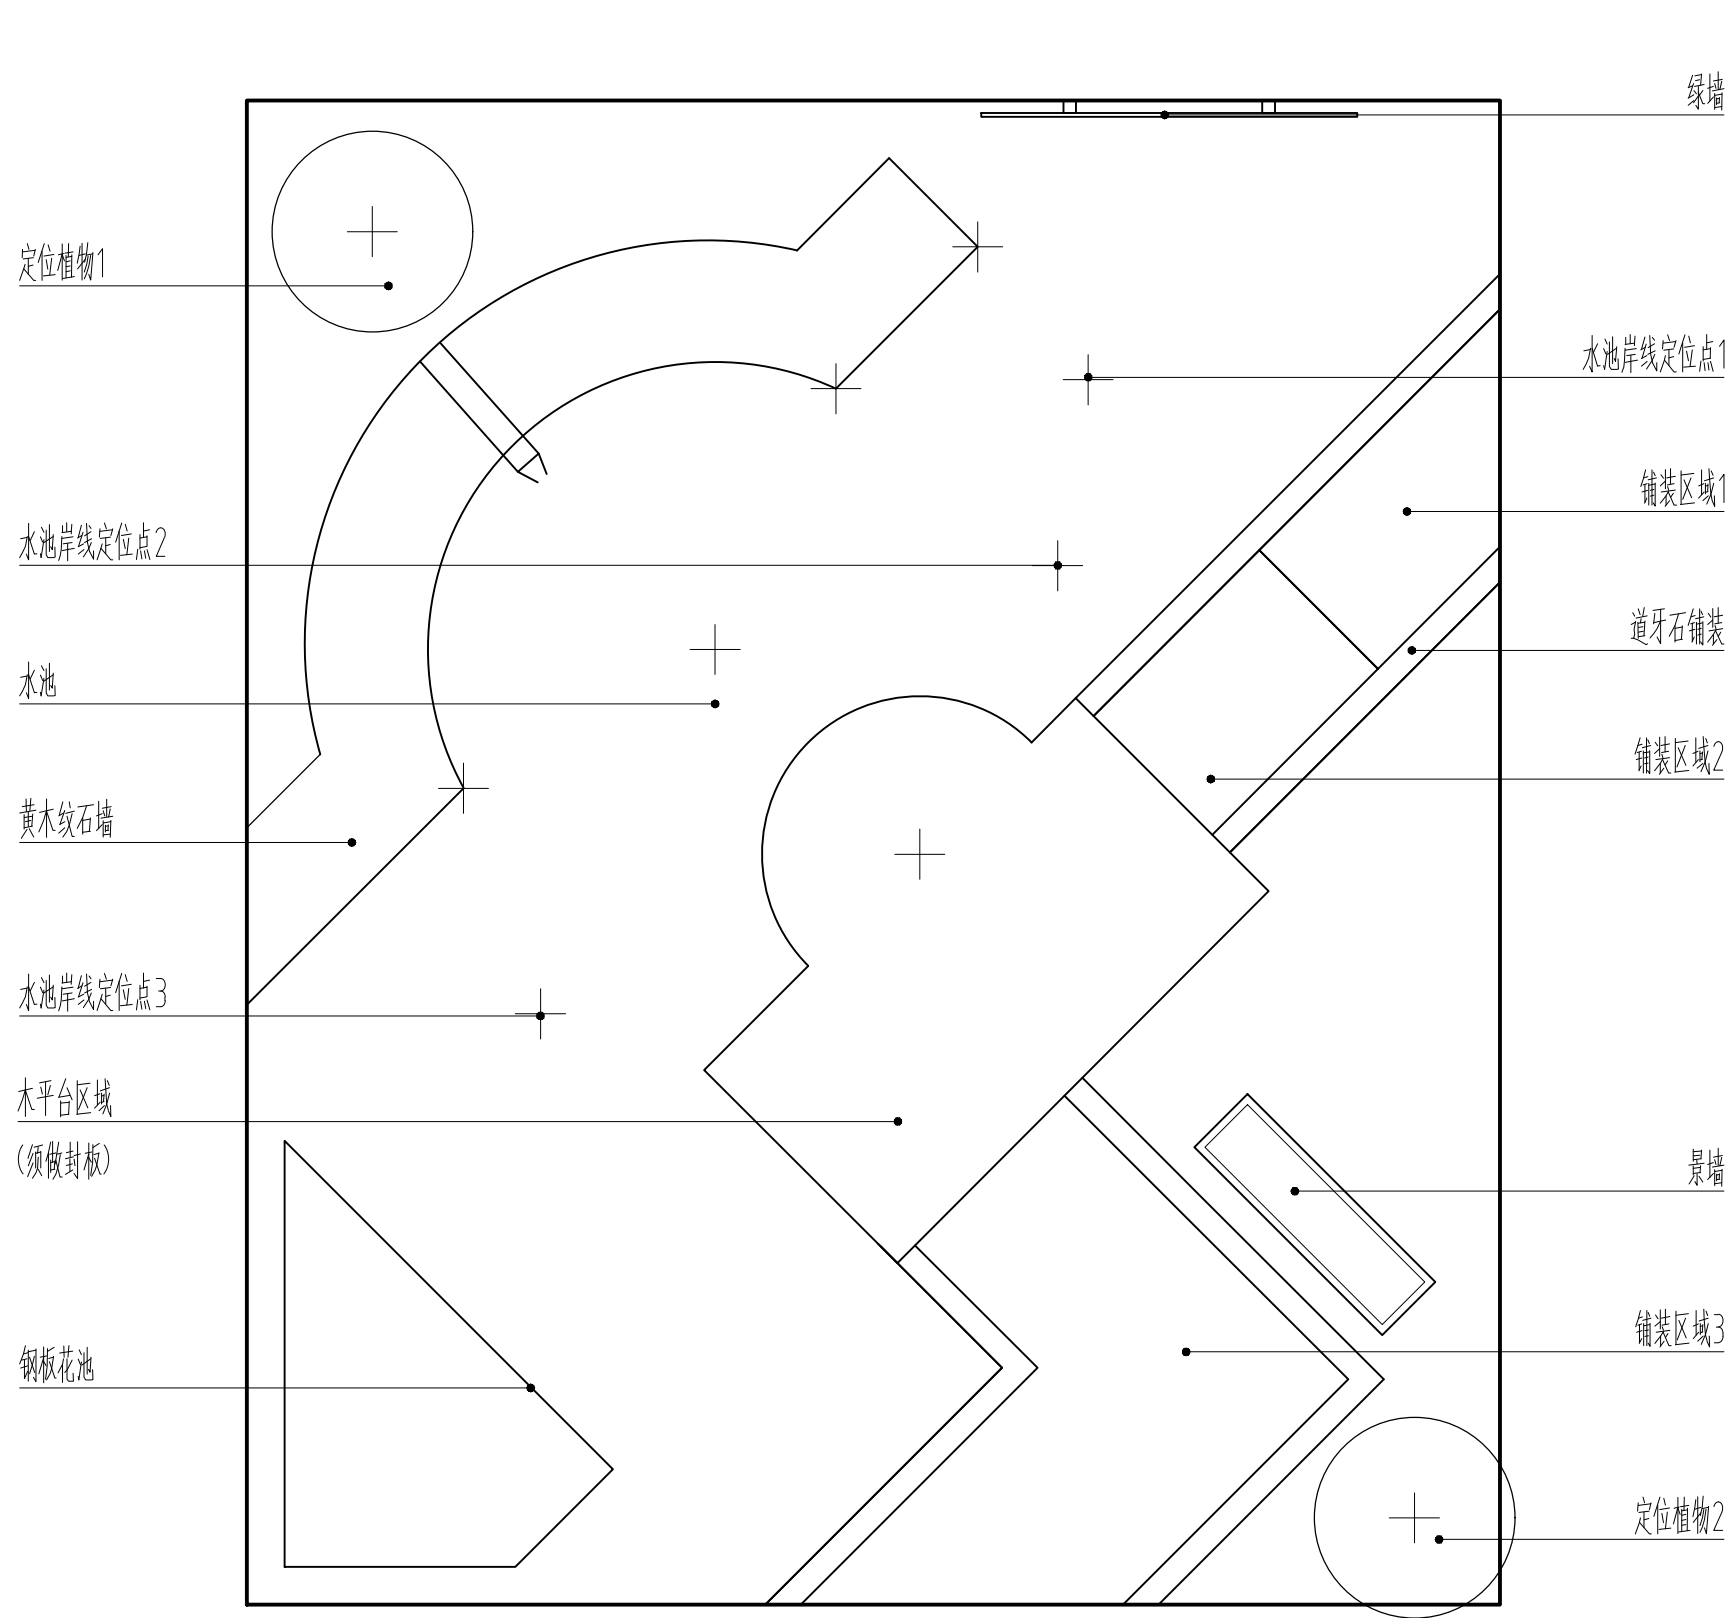 绿墙
定位植物1
水池岸线定位点1
铺装区域1
水池岸线定位点2
道牙石铺装
水池
铺装区域2
黄木纹石墙
水池岸线定位点3
木平台区域
(须做封板)
景墙
铺装区域3
钢板花池
定位植物2